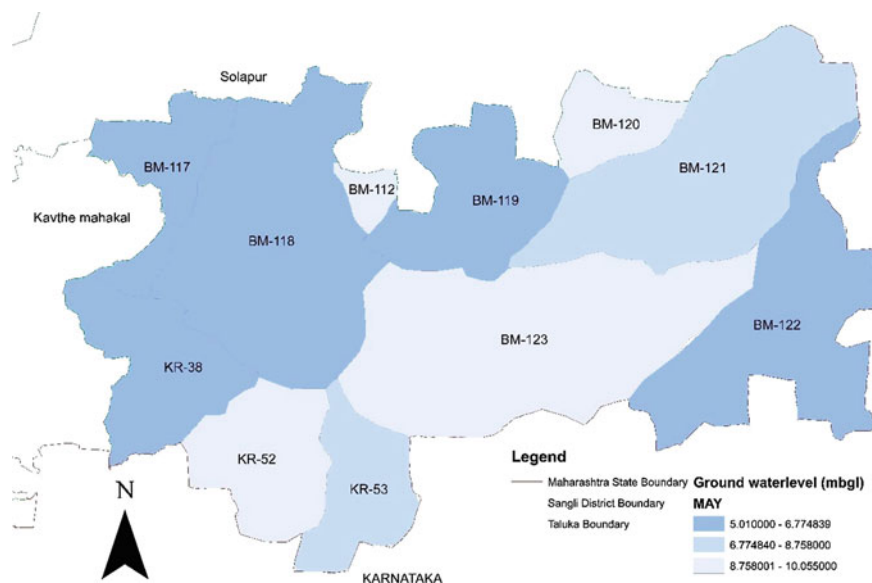 Solapur
BM-120
BM-117
BM-112
BM-121
BM-119
Kavthe mahakal
BM-118
BM-122
BM-123
KR-38
KR-52
KR-53
N
KARNATAKA
Legend
Maharashtra State Boundary
Sangli District Boundary
Taluka Boundary
Ground waterlevel (mbgl)
MAY
5.010000 - 6.774839
6.774840 - 8.758000
8.758001 - 10.055000